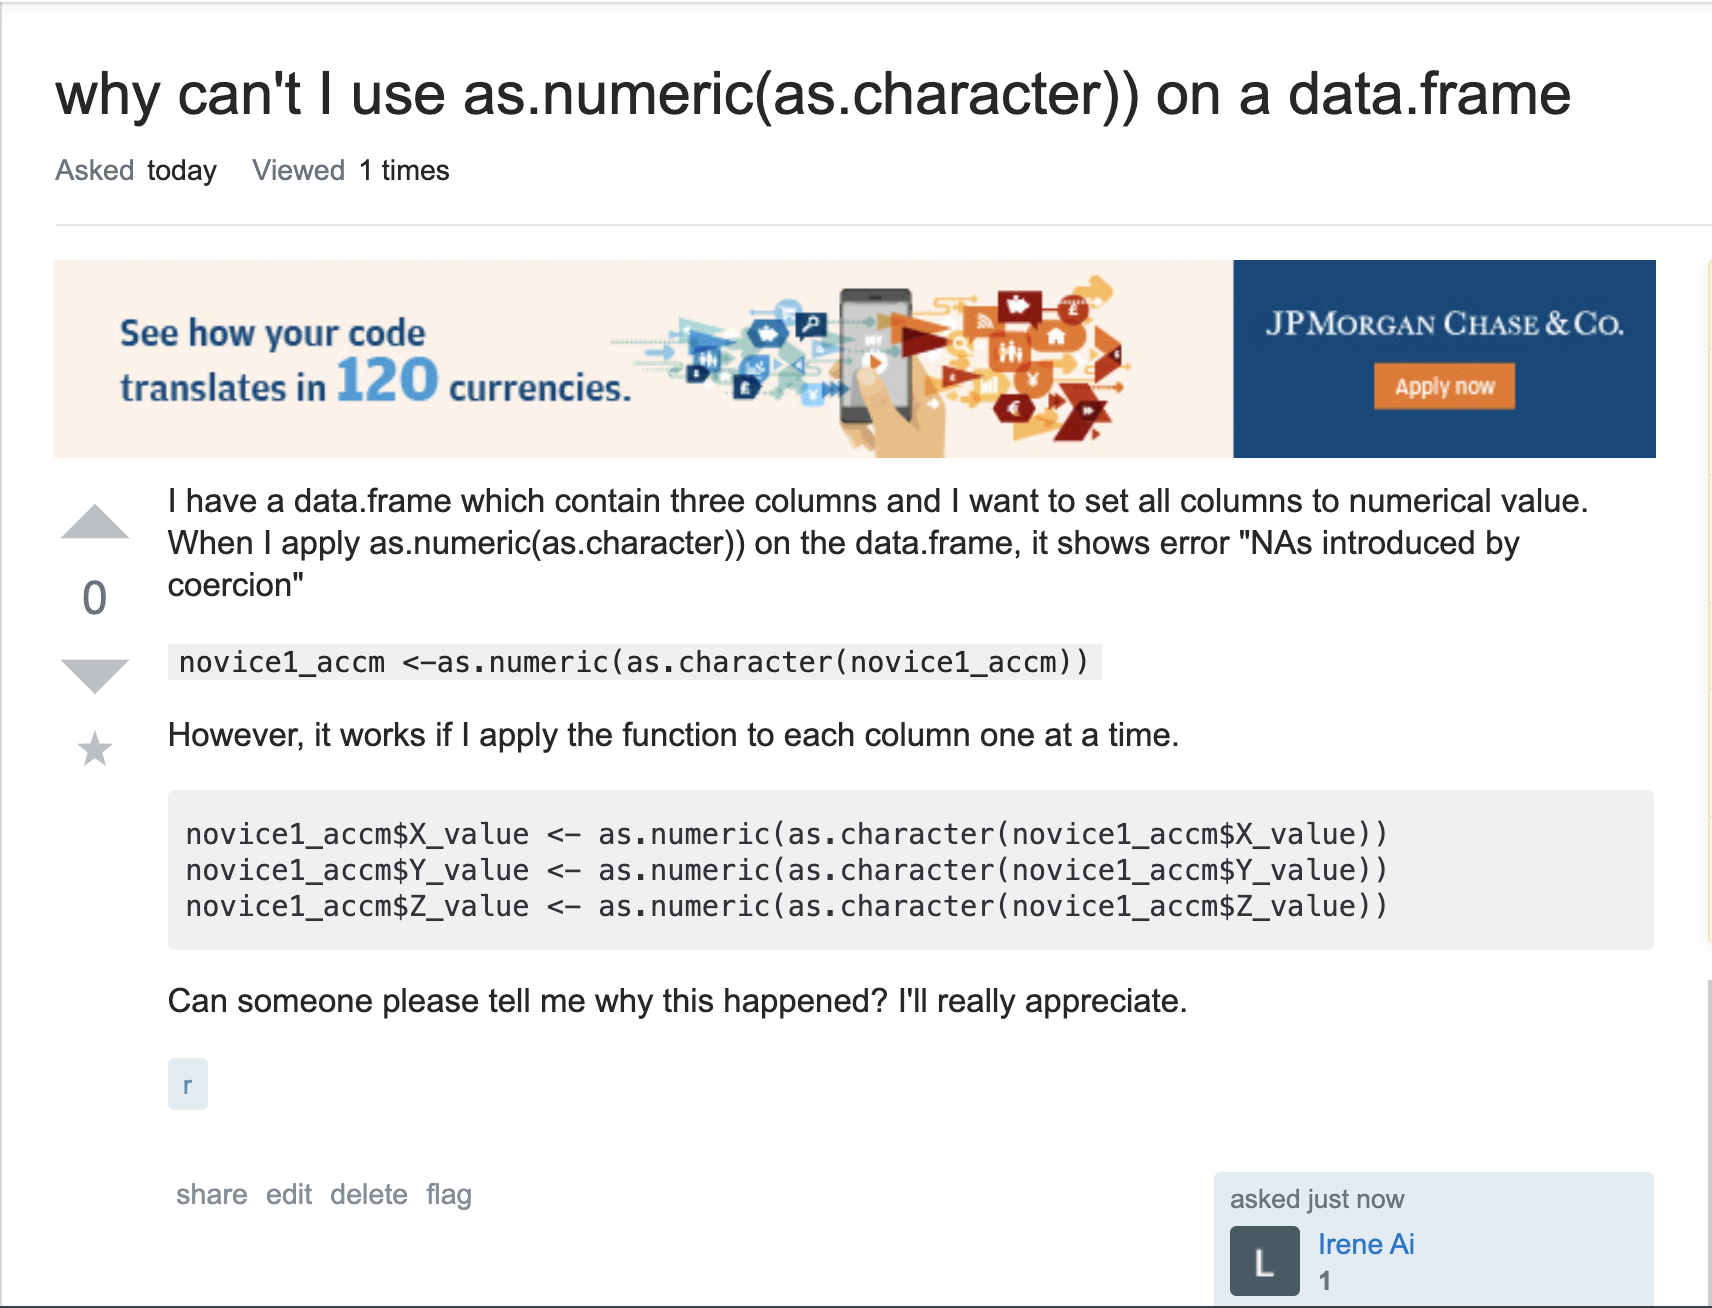 why can't I use as.numeric(as.character)) on a data.frame
Asked today Viewed 1 times
See how your code
translates in 120 currencies.
JPMORGAN CHASE & CO.
Apply now
I have a data.frame which contain three columns and I want to set all columns to numerical value.
When I apply as.numeric(as.character)) on the data.frame, it shows error "NAs introduced by
coercion"
0
novice1_accm <-as.numeric(as.character(novice1_accm))
However, it works if I apply the function to each column one at a time.
novice1_accm$X_value <- as.numeric(as.character(novice1_accm$X_value))
novice1_accm$Y_value <- as.numeric(as.character(novice1_accm$Y_value))
novice1_accm$Z_value <- as.numeric(as.character(novice1_accm$Z_value))
Can someone please tell me why this happened? I'll really appreciate.
r
share edit delete flag
asked just now
L
Irene Ai
1